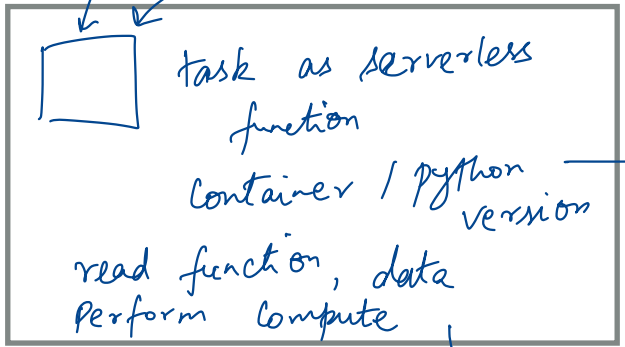 task as serverless
function
container / python
version
read function, data
Perform Compute